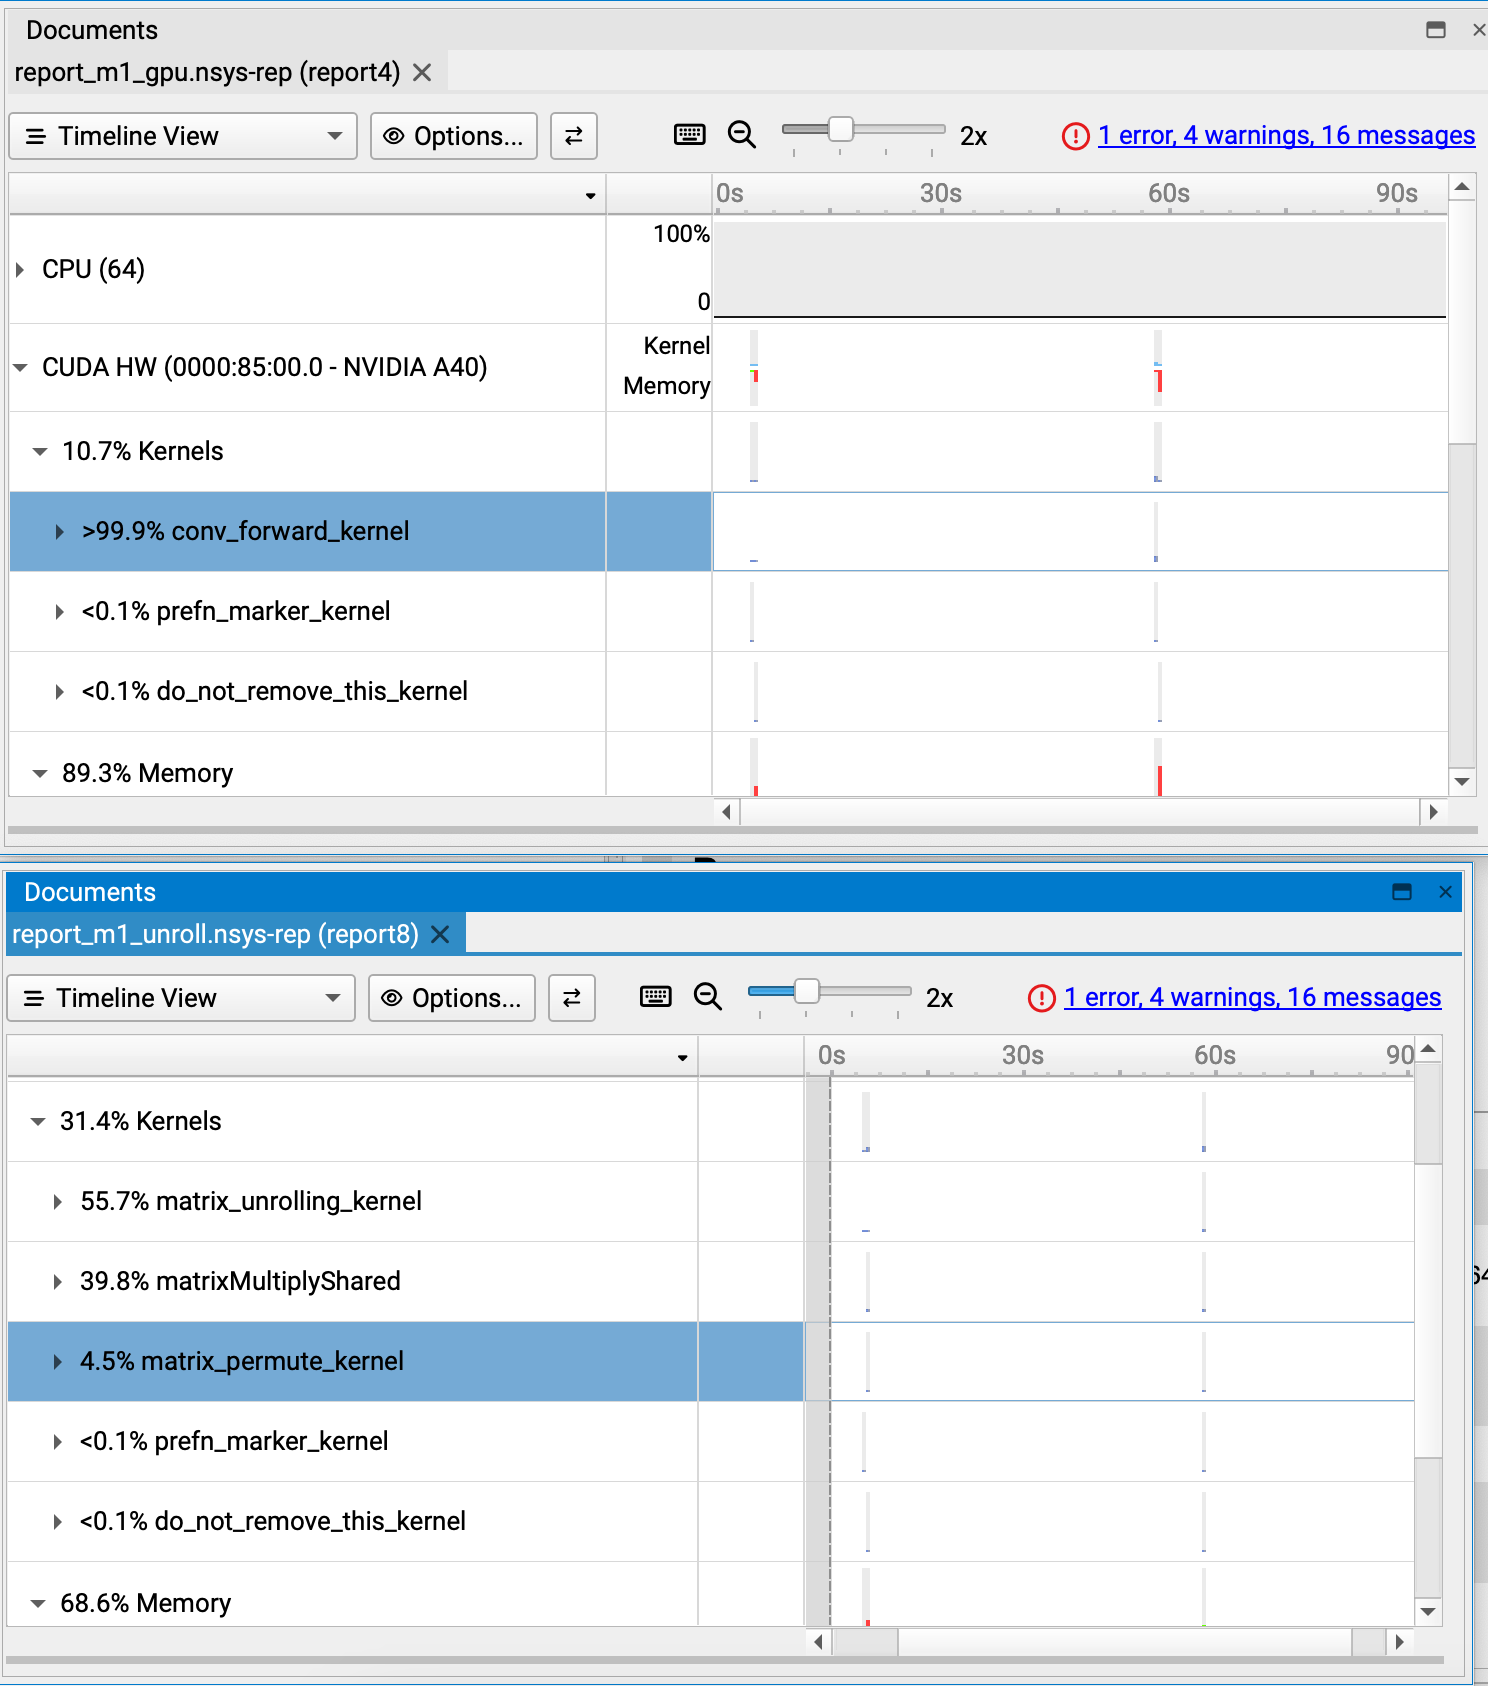 Documents
report_m1_gpu.nsys-rep (report4)
Timeline View
Options...
2x
1 error, 4 warnings, 16 messages
0s 30s 60s 90s
100%
CPU (64)
0
Kernel
CUDA HW (0000:85:00.0 - NVIDIA A40)
Memory
10.7% Kernels
>99.9% conv_forward_kernel
<0.1% prefn_marker_kernel
<0.1% do_not_remove_this_kernel
89.3% Memory
Documents
report_m1_unroll.nsys-rep (report8)
Timeline View
Options...
2x
1 error, 4 warnings, 16 messages
0s 30s 60s 90
31.4% Kernels
55.7% matrix_unrolling_kernel
39.8% matrixMultiplyShared
4.5% matrix_permute_kernel
<0.1% prefn_marker_kernel
<0.1% do_not_remove_this_kernel
68.6% Memory